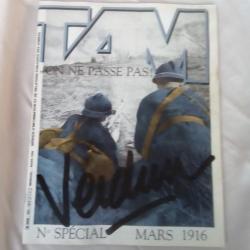 TAM
ON NE PASSE PAS!
Verdun
N° SPÉCIAL MARS 1916